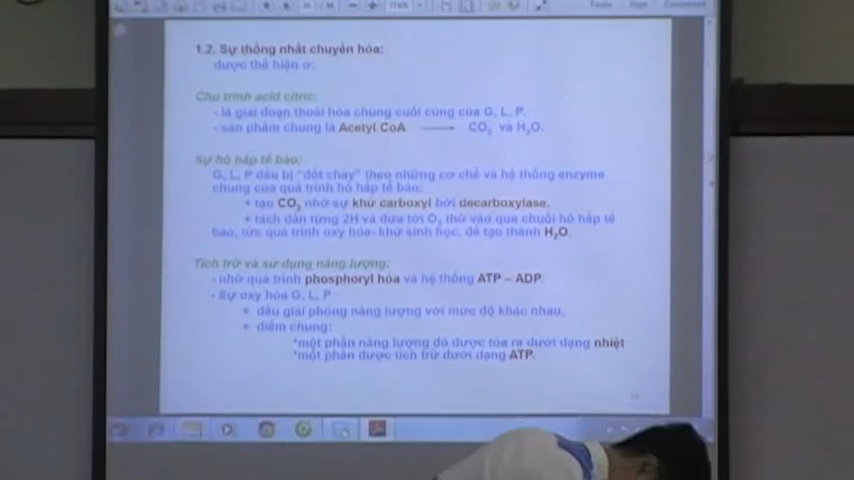 1.2. Sự thống nhất chuyển hóa:
được thể hiện ở:
Chu trình acid citric:
- là giai đoạn thoái hóa chung cuối cùng của G, L, P.
- sản phẩm chung là Acetyl CoA → CO2 và H2O.
Sự hô hấp tế bào:
G, L, P đều bị "đốt cháy" theo những cơ chế và hệ thống enzyme
chung của quá trình hô hấp tế bào:
+ tạo CO2 nhờ sự khử carboxyl bởi decarboxylase.
+ tách dần từng 2H và đưa tới O2 thở vào qua chuỗi hô hấp tế
bào, tức quá trình oxy hóa- khử sinh học, để tạo thành H2O.
Tích trữ và sử dụng năng lượng:
- nhờ quá trình phosphoryl hóa và hệ thống ATP – ADP.
- Sự oxy hóa G, L, P
+ đều giải phóng năng lượng với mức độ khác nhau,
+ điểm chung:
*một phần năng lượng đó được tỏa ra dưới dạng nhiệt
*một phần được tích trữ dưới dạng ATP.